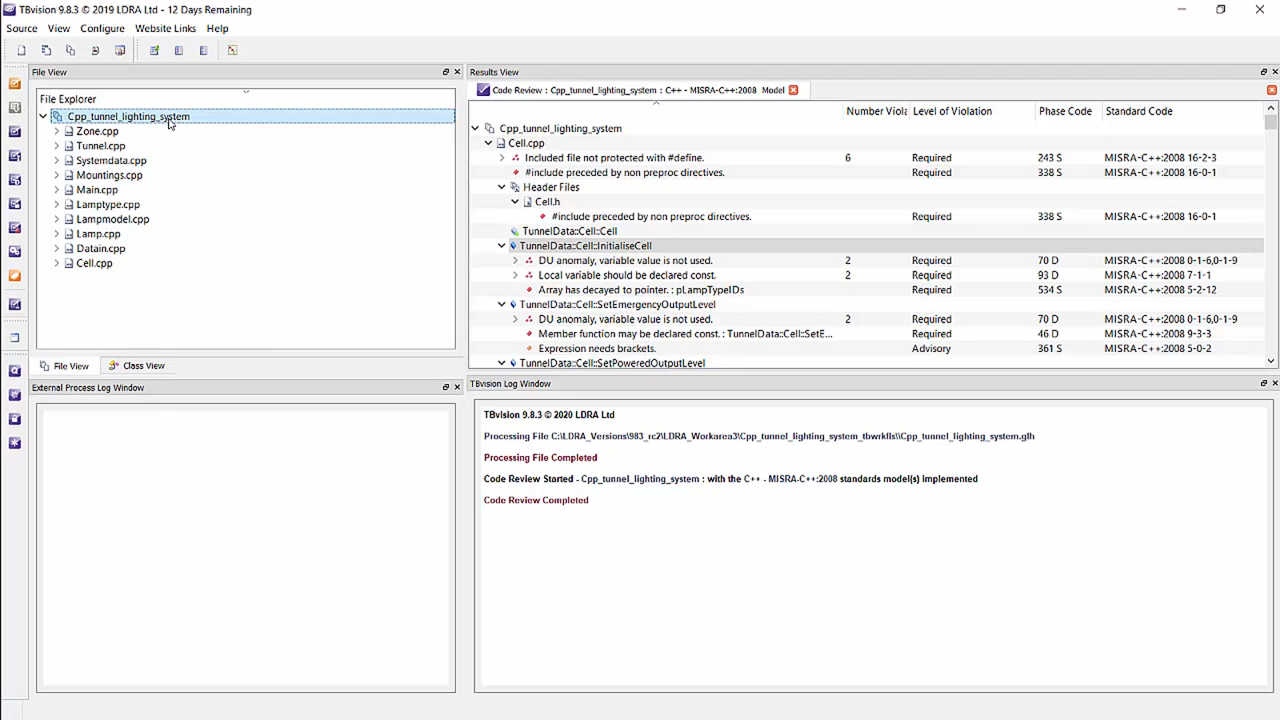 TBvision 9.8.3 © 2019 LDRA Ltd - 12 Days Remaining
Source View Configure Website Links Help
File View
File Explorer
Cpp_tunnel_lighting_system
Zone.cpp
Tunnel.cpp
Systemdata.cpp
Mountings.cpp
Main.cpp
Lamptype.cpp
Lampmodel.cpp
Lamp.cpp
Datain.cpp
Cell.cpp
File View Class View
Results View
Code Review : Cpp_tunnel_lighting_system : C++ - MISRA-C++:2008 Model
Number Viola Level of Violation Phase Code Standard Code
Cpp_tunnel_lighting_system
Cell.cpp
Included file not protected with #define. 6 Required 243 S MISRA-C++:2008 16-2-3
#include preceded by non preproc directives. Required 338 S MISRA-C++:2008 16-0-1
Header Files
Cell.h
#include preceded by non preproc directives. Required 338 S MISRA-C++:2008 16-0-1
TunnelData::Cell::Cell
TunnelData::Cell::InitialiseCell
DU anomaly, variable value is not used. 2 Required 70 D MISRA-C++:2008 0-1-6,0-1-9
Local variable should be declared const. 2 Required 93 D MISRA-C++:2008 7-1-1
Array has decayed to pointer. : pLampTypeIDs Required 534 S MISRA-C++:2008 5-2-12
TunnelData::Cell::SetEmergencyOutputLevel
DU anomaly, variable value is not used. 2 Required 70 D MISRA-C++:2008 0-1-6,0-1-9
Member function may be declared const. : TunnelData::Cell::SetE... Required 46 D MISRA-C++:2008 9-3-3
Expression needs brackets. Advisory 361 S MISRA-C++:2008 5-0-2
TunnelData::Cell::SetPoweredOutputLevel
External Process Log Window
TBvision Log Window
TBvision 9.8.3 © 2020 LDRA Ltd
Processing File C:\LDRA_Versions\983_rc2\LDRA_Workarea3\Cpp_tunnel_lighting_system_tbwrkfls\\Cpp_tunnel_lighting_system.glh
Processing File Completed
Code Review Started - Cpp_tunnel_lighting_system : with the C++ - MISRA-C++:2008 standards model(s) implemented
Code Review Completed